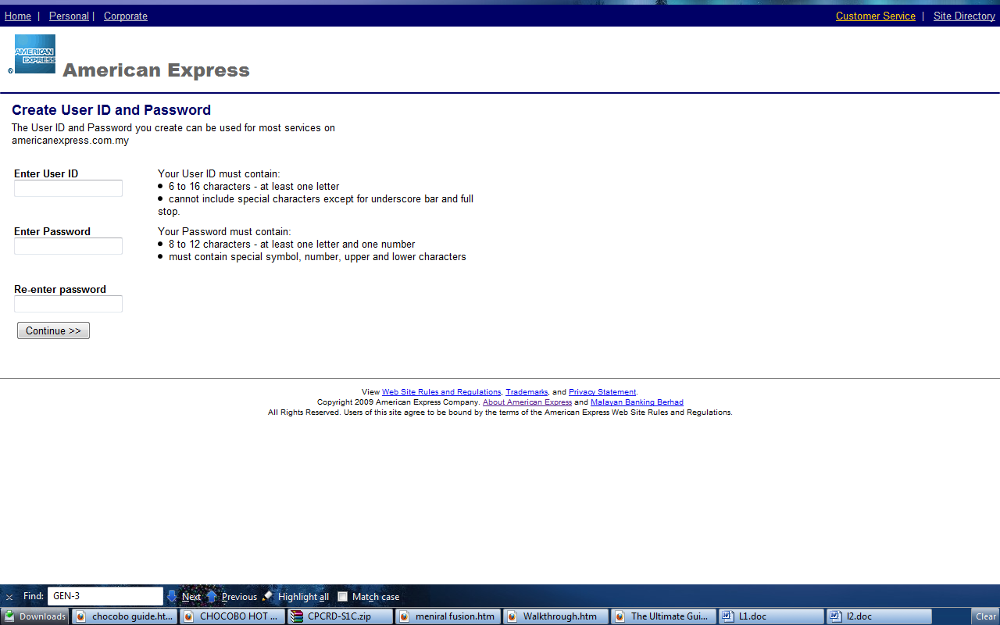 Home | Personal | Corporate Customer Service | Site Directory
AMERICAN
EXPRESS
® American Express
Create User ID and Password
The User ID and Password you create can be used for most services on
americanexpress.com.my
Enter User ID
Your User ID must contain:
• 6 to 16 characters - at least one letter
• cannot include special characters except for underscore bar and full
stop.
Enter Password
Your Password must contain:
• 8 to 12 characters - at least one letter and one number
• must contain special symbol, number, upper and lower characters
Re-enter password
Continue >>
View Web Site Rules and Regulations, Trademarks, and Privacy Statement.
Copyright 2009 American Express Company. About American Express and Malayan Banking Berhad
All Rights Reserved. Users of this site agree to be bound by the terms of the American Express Web Site Rules and Regulations.
× Find: GEN-3 Next Previous Highlight all Match case
Downloads chocobo guide.ht... CHOCOBO HOT ... CPCRD-S1C.zip meniral fusion.htm Walkthrough.htm The Ultimate Gui... L1.doc l2.doc Clear